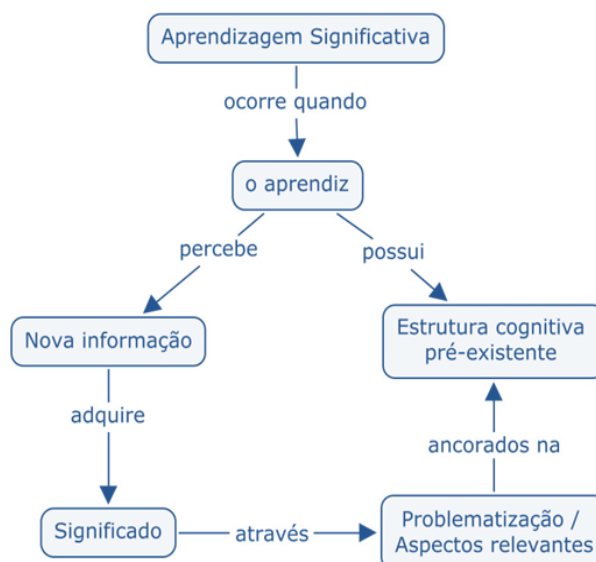 Aprendizagem Significativa
ocorre quando
o aprendiz
percebe
possui
Nova informação
Estrutura cognitiva
pré-existente
adquire
ancorados na
Significado
através
Problematização /
Aspectos relevantes